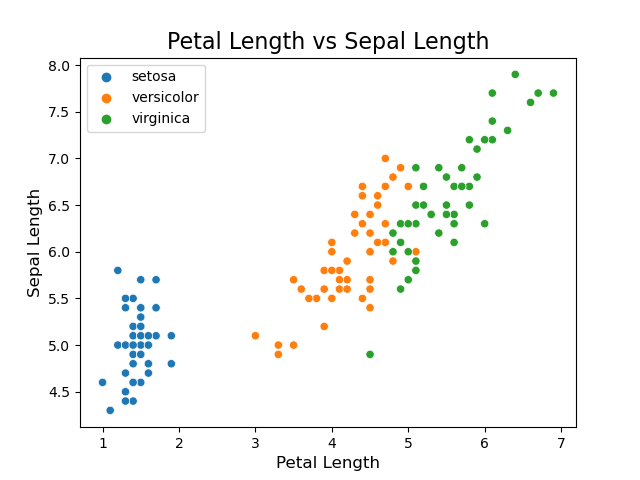 Petal Length vs Sepal Length
setosa
versicolor
virginica
8.0
7.5
7.0
6.5
6.0
5.5
5.0
4.5
Sepal Length
1 2 3 4 5 6 7
Petal Length